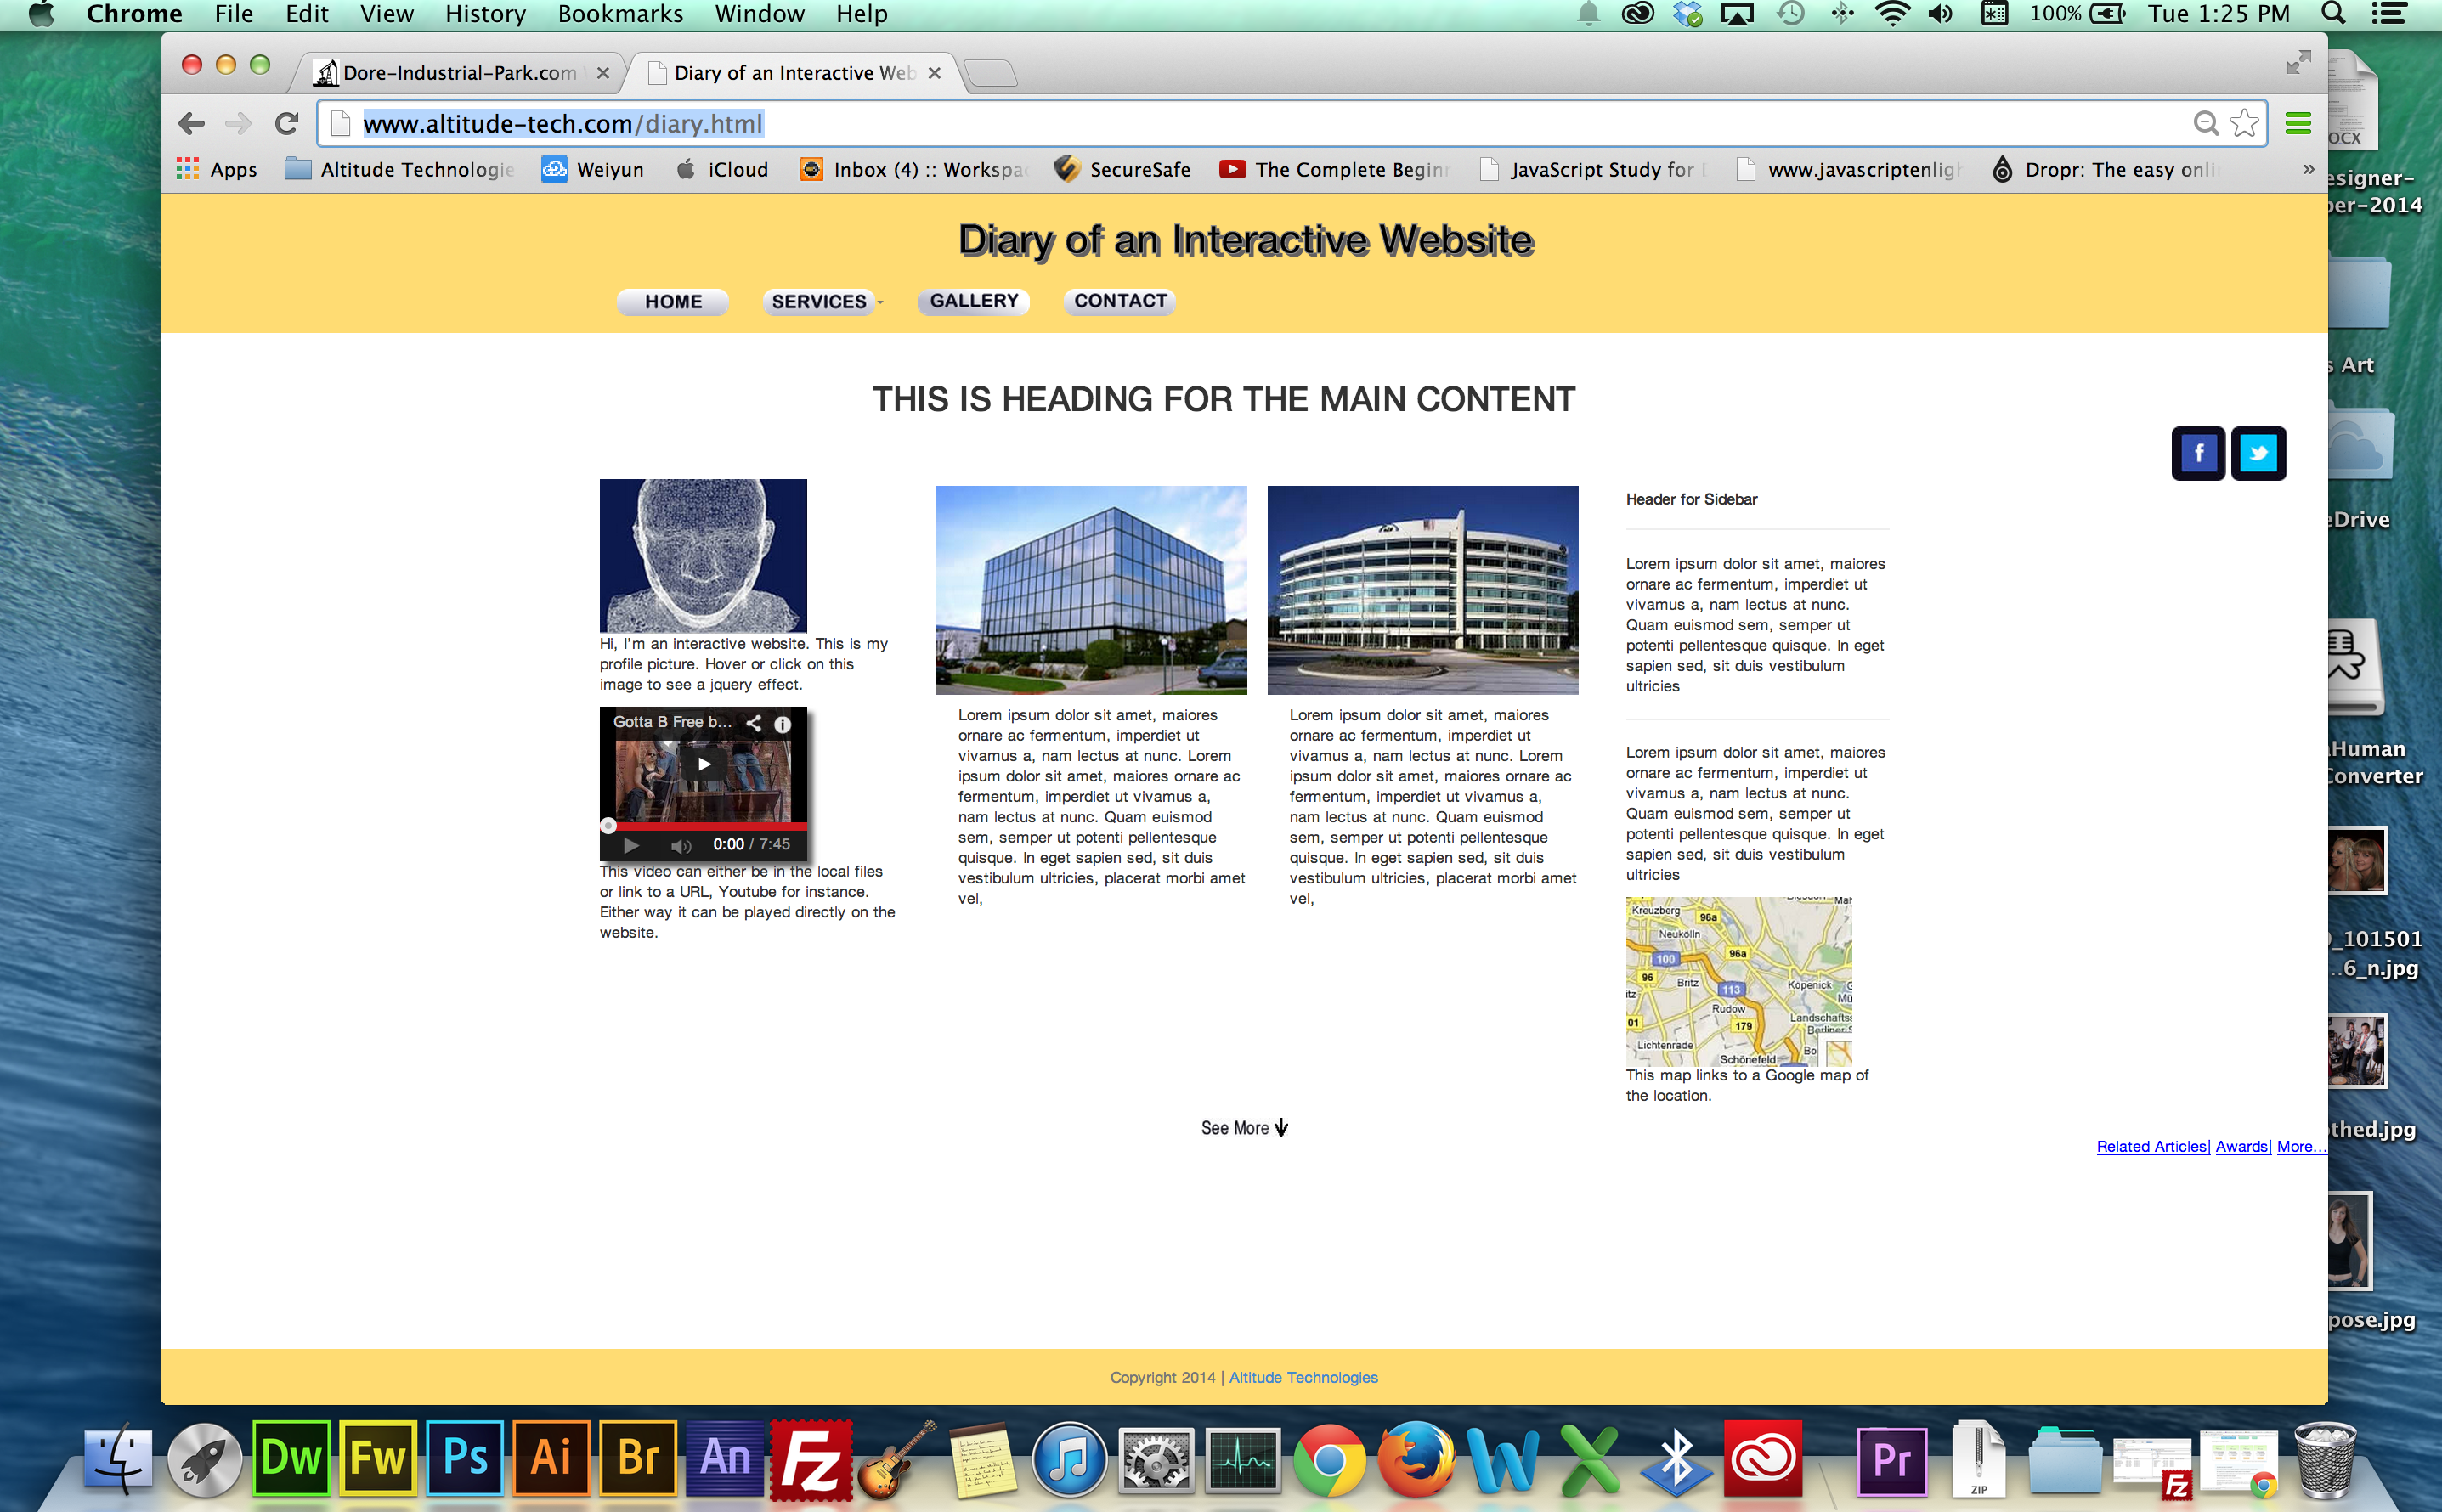 Chrome File Edit View History Bookmarks Window Help 100% Tue 1:25 PM
Dore-Industrial-Park.com
Diary of an Interactive Web
www.altitude-tech.com/diary.html
Apps Altitude Technologie Weiyun iCloud Inbox (4) :: Workspa SecureSafe The Complete Beginn JavaScript Study for www.javascriptenligh Dropr: The easy onli »
Diary of an Interactive Website
HOME SERVICES GALLERY CONTACT
THIS IS HEADING FOR THE MAIN CONTENT
Hi, I'm an interactive website. This is my
profile picture. Hover or click on this
image to see a jquery effect.
Gotta B Free b...
0:00 / 7:45
This video can either be in the local files
or link to a URL, Youtube for instance.
Either way it can be played directly on the
website.
Lorem ipsum dolor sit amet, maiores
ornare ac fermentum, imperdiet ut
vivamus a, nam lectus at nunc. Lorem
ipsum dolor sit amet, maiores ornare ac
fermentum, imperdiet ut vivamus a,
nam lectus at nunc. Quam euismod
sem, semper ut potenti pellentesque
quisque. In eget sapien sed, sit duis
vestibulum ultricies, placerat morbi amet
vel,
Lorem ipsum dolor sit amet, maiores
ornare ac fermentum, imperdiet ut
vivamus a, nam lectus at nunc. Lorem
ipsum dolor sit amet, maiores ornare ac
fermentum, imperdiet ut vivamus a,
nam lectus at nunc. Quam euismod
sem, semper ut potenti pellentesque
quisque. In eget sapien sed, sit duis
vestibulum ultricies, placerat morbi amet
vel,
Header for Sidebar
Lorem ipsum dolor sit amet, maiores
ornare ac fermentum, imperdiet ut
vivamus a, nam lectus at nunc.
Quam euismod sem, semper ut
potenti pellentesque quisque. In eget
sapien sed, sit duis vestibulum
ultricies
Lorem ipsum dolor sit amet, maiores
ornare ac fermentum, imperdiet ut
vivamus a, nam lectus at nunc.
Quam euismod sem, semper ut
potenti pellentesque quisque. In eget
sapien sed, sit duis vestibulum
ultricies
Kreuzberg
96a
Neukölln
100
96a
96
Britz
113
Köpenick
Rudow
Landschafts
01
179
Lichtenrade
Bo
Schönefeld
This map links to a Google map of
the location.
See More
Related Articles| Awards| More...
Copyright 2014 | Altitude Technologies
OCX
esigner-
ber-2014
s Art
eDrive
Human
Converter
_101501
..6_n.jpg
thed.jpg
pose.jpg
Dw Fw Ps Ai Br An Fz Pr ZIP Fz